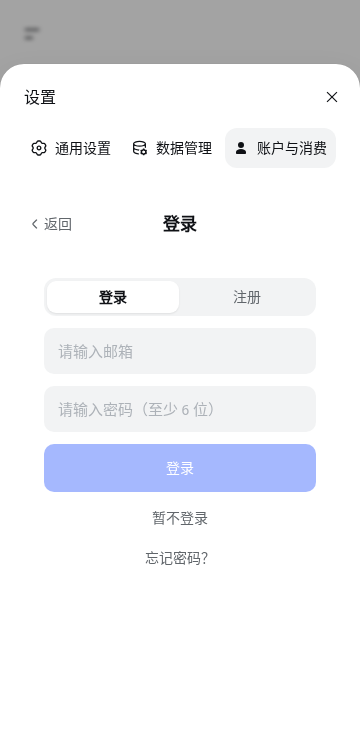 设置
通用设置 数据管理 账户与消费
返回 登录
登录 注册
请输入邮箱
请输入密码（至少 6 位）
登录
暂不登录
忘记密码？